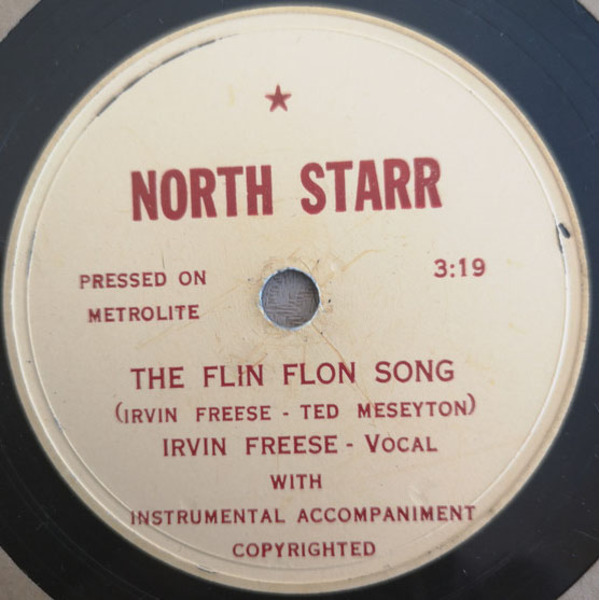 NORTH STARR
PRESSED ON
METROLITE
3:19
THE FLIN FLON SONG
(IRVIN FREESE - TED MESEYTON)
IRVIN FREESE - VOCAL
WITH
INSTRUMENTAL ACCOMPANIMENT
COPYRIGHTED